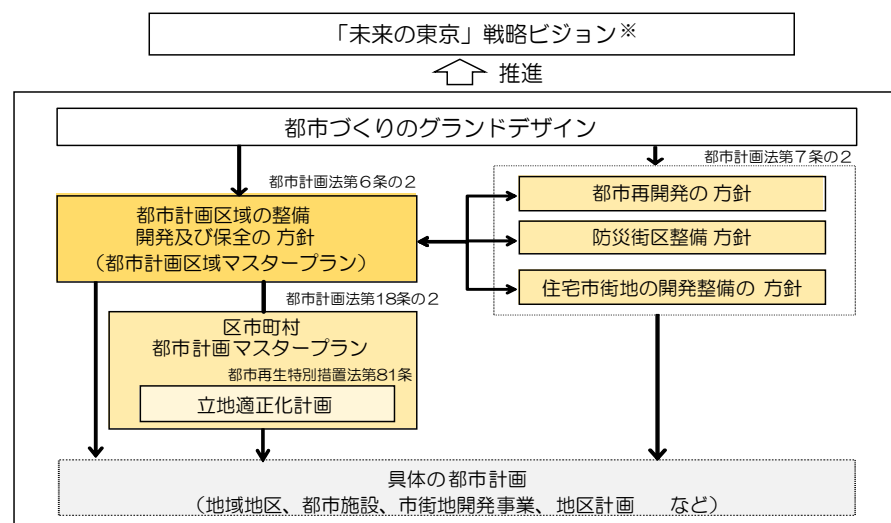 「未来の東京」戦略ビジョン※
推進
都市づくりのグランドデザイン
都市計画法第6条の2
都市計画法第7条の2
都市計画区域の整備
開発及び保全の 方針
（都市計画区域マスタープラン）
都市再開発の 方針
防災街区整備 方針
住宅市街地の開発整備の 方針
都市計画法第18条の2
区市町村
都市計画マスタープラン
都市再生特別措置法第81条
立地適正化計画
具体の都市計画
（地域地区、都市施設、市街地開発事業、地区計画 など）